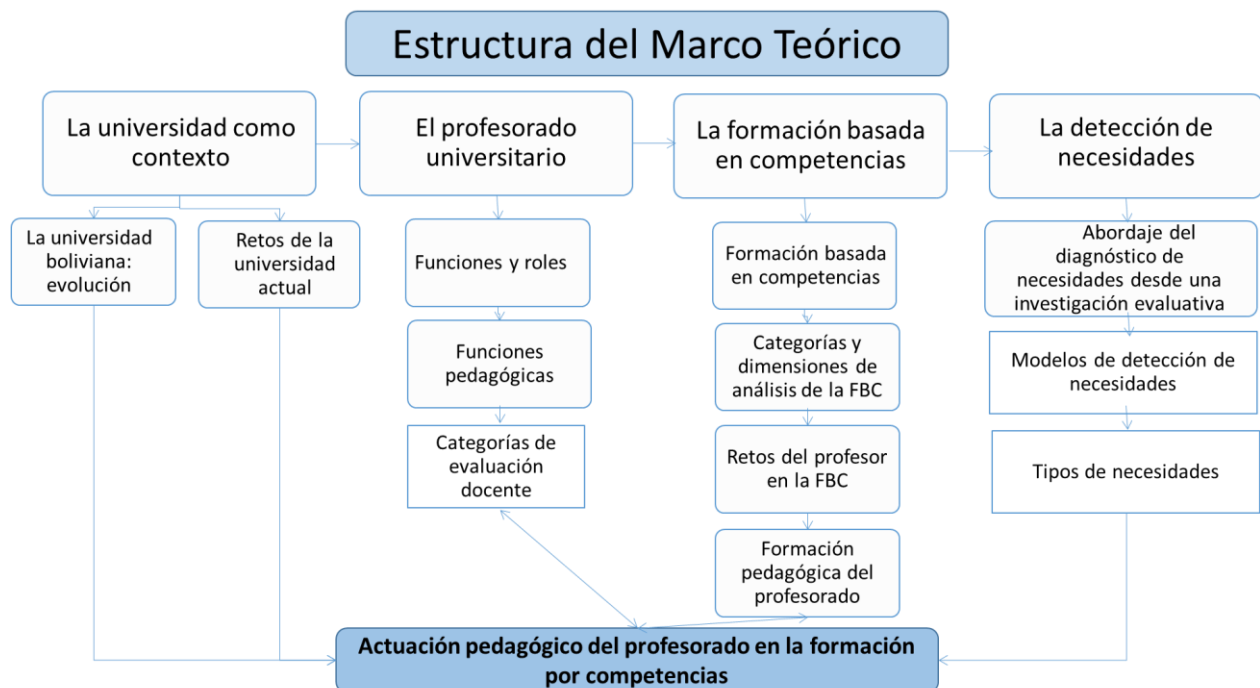 Estructura del Marco Teórico
La universidad como
contexto
El profesorado
universitario
La formación basada
en competencias
La detección de
necesidades
La universidad
boliviana:
evolución
Retos de la
universidad
actual
Funciones y roles
Funciones
pedagógicas
Categorías de
evaluación
docente
Formación
basada en
competencias
Categorías y
dimensiones de
análisis de la FBC
Retos del profesor
en la FBC
Formación
pedagógica del
profesorado
Abordaje del
diagnóstico de
necesidades desde una
investigación evaluativa
Modelos de detección de
necesidades
Tipos de necesidades
Actuación pedagógico del profesorado en la formación
por competencias